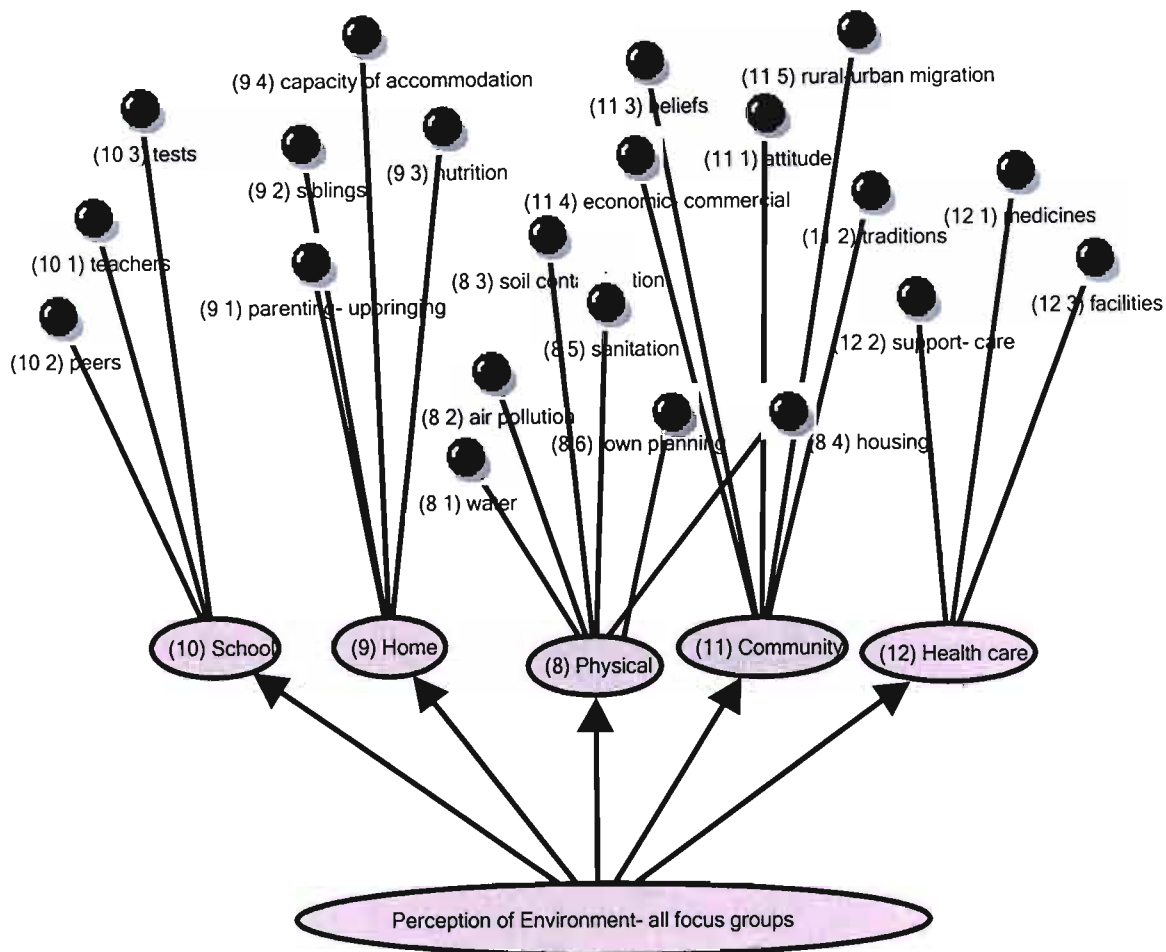 (9 4) capacity of accommodation
(11 5) rural-urban migration
(11 3) beliefs
(10 3) tests
(11 1) attitude
(9 3) nutrition
(9 2) siblings
(11 4) economic- commercial
(12 1) medicines
(11 2) traditions
(10 1) teachers
(8 3) soil
(9 1) parenting- upbringing
(12 3) facilities
(12 2) support- care
(8 5) sanitation
(10 2) peers
(8 2) air pollution
(8 6) town planning
(8 4) housing
(8 1) water
(10) School
(9) Home
(8) Physical
(11) Community
(12) Health care
Perception of Environment- all focus groups